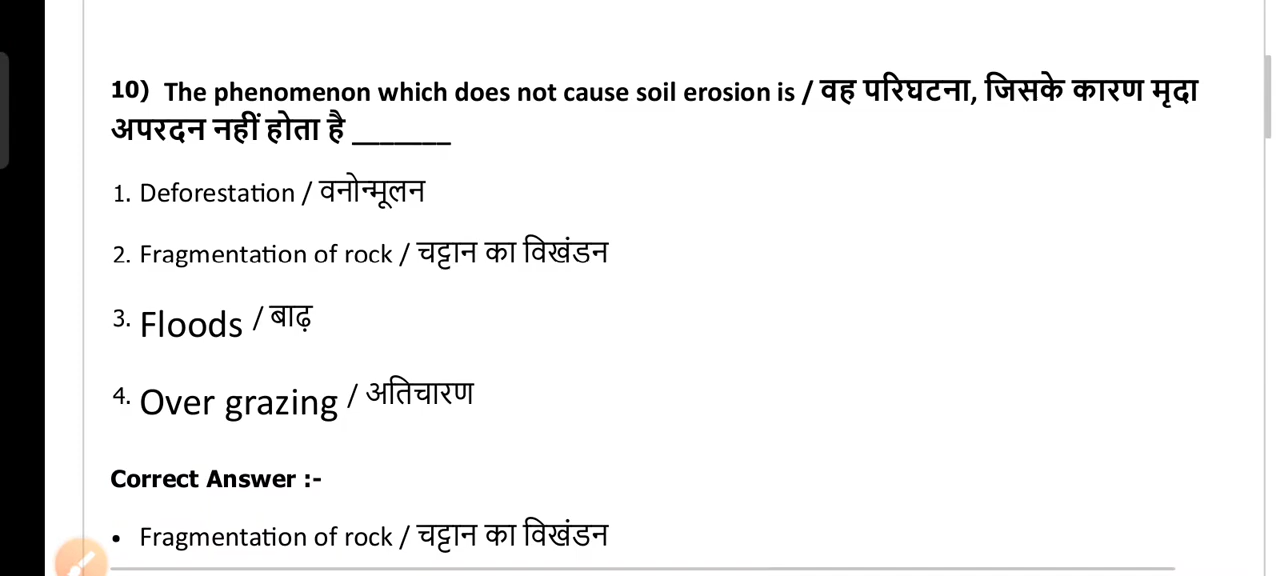 10) The phenomenon which does not cause soil erosion is / वह परिघटना, जिसके कारण मृदा
अपरदन नहीं होता है _______
1. Deforestation / वनोन्मूलन
2. Fragmentation of rock / चट्टान का विखंडन
3. Floods / बाढ़
4. Over grazing / अतिचारण
Correct Answer :-
• Fragmentation of rock / चट्टान का विखंडन